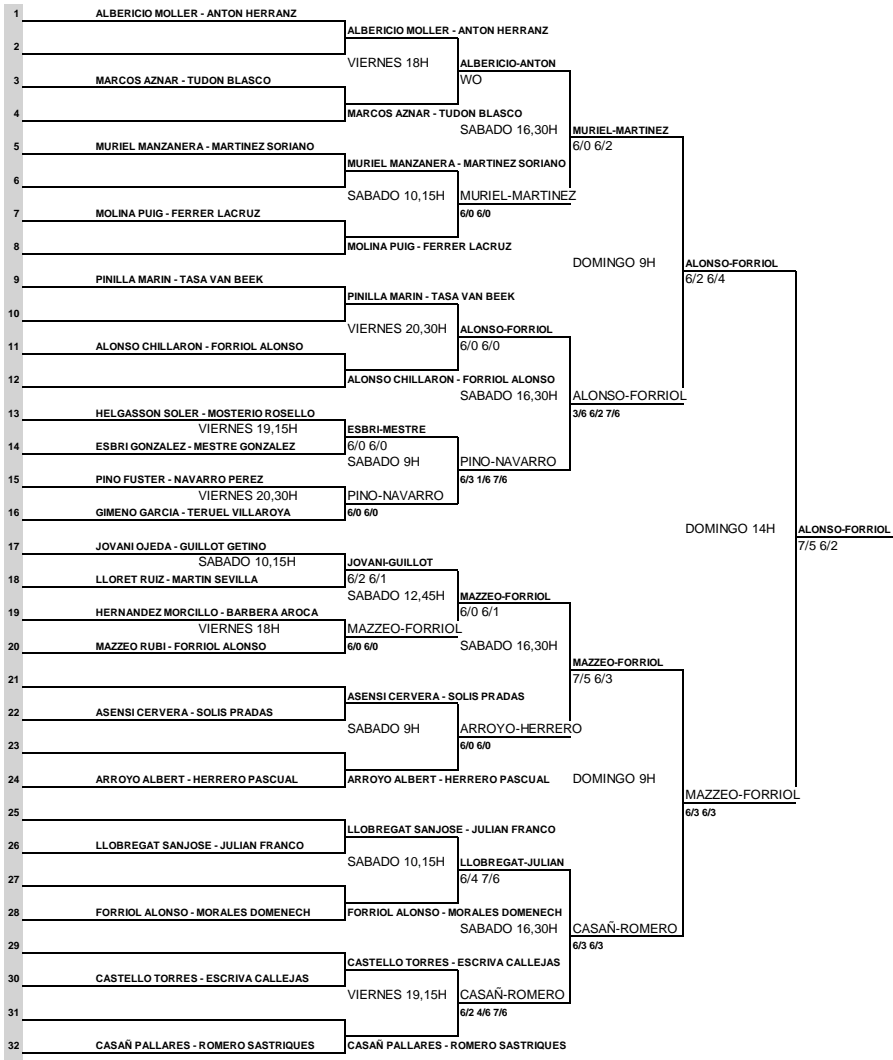 1 ALBERICIO MOLLER - ANTON HERRANZ
ALBERICIO MOLLER - ANTON HERRANZ
2
VIERNES 18H ALBERICIO-ANTON
3 MARCOS AZNAR - TUDON BLASCO WO
4 MARCOS AZNAR - TUDON BLASCO
SABADO 16,30H MURIEL-MARTINEZ
5 MURIEL MANZANERA - MARTINEZ SORIANO 6/0 6/2
MURIEL MANZANERA - MARTINEZ SORIANO
6
SABADO 10,15H MURIEL-MARTINEZ
7 MOLINA PUIG - FERRER LACRUZ 6/0 6/0
8 MOLINA PUIG - FERRER LACRUZ
DOMINGO 9H ALONSO-FORRIOL
9 PINILLA MARIN - TASA VAN BEEK 6/2 6/4
PINILLA MARIN - TASA VAN BEEK
10
VIERNES 20,30H ALONSO-FORRIOL
11 ALONSO CHILLARON - FORRIOL ALONSO 6/0 6/0
12 ALONSO CHILLARON - FORRIOL ALONSO
SABADO 16,30H ALONSO-FORRIOL
13 HELGASSON SOLER - MOSTERIO ROSELLO 3/6 6/2 7/6
VIERNES 19,15H ESBRI-MESTRE
14 ESBRI GONZALEZ - MESTRE GONZALEZ 6/0 6/0
SABADO 9H PINO-NAVARRO
15 PINO FUSTER - NAVARRO PEREZ 6/3 1/6 7/6
VIERNES 20,30H PINO-NAVARRO
16 GIMENO GARCIA - TERUEL VILLAROYA 6/0 6/0
DOMINGO 14H ALONSO-FORRIOL
17 JOVANI OJEDA - GUILLOT GETINO 7/5 6/2
SABADO 10,15H JOVANI-GUILLOT
18 LLORET RUIZ - MARTIN SEVILLA 6/2 6/1
SABADO 12,45H MAZZEO-FORRIOL
19 HERNANDEZ MORCILLO - BARBERA AROCA 6/0 6/1
VIERNES 18H MAZZEO-FORRIOL
20 MAZZEO RUBI - FORRIOL ALONSO 6/0 6/0 SABADO 16,30H
MAZZEO-FORRIOL
21 7/5 6/3
ASENSI CERVERA - SOLIS PRADAS
22 ASENSI CERVERA - SOLIS PRADAS
SABADO 9H ARROYO-HERRERO
23 6/0 6/0
24 ARROYO ALBERT - HERRERO PASCUAL ARROYO ALBERT - HERRERO PASCUAL DOMINGO 9H
MAZZEO-FORRIOL
25 6/3 6/3
LLOBREGAT SANJOSE - JULIAN FRANCO
26 LLOBREGAT SANJOSE - JULIAN FRANCO
SABADO 10,15H LLOBREGAT-JULIAN
27 6/4 7/6
28 FORRIOL ALONSO - MORALES DOMENECH FORRIOL ALONSO - MORALES DOMENECH
SABADO 16,30H CASAÑ-ROMERO
29 6/3 6/3
CASTELLO TORRES - ESCRIVA CALLEJAS
30 CASTELLO TORRES - ESCRIVA CALLEJAS
VIERNES 19,15H CASAÑ-ROMERO
31 6/2 4/6 7/6
32 CASAÑ PALLARES - ROMERO SASTRIQUES CASAÑ PALLARES - ROMERO SASTRIQUES